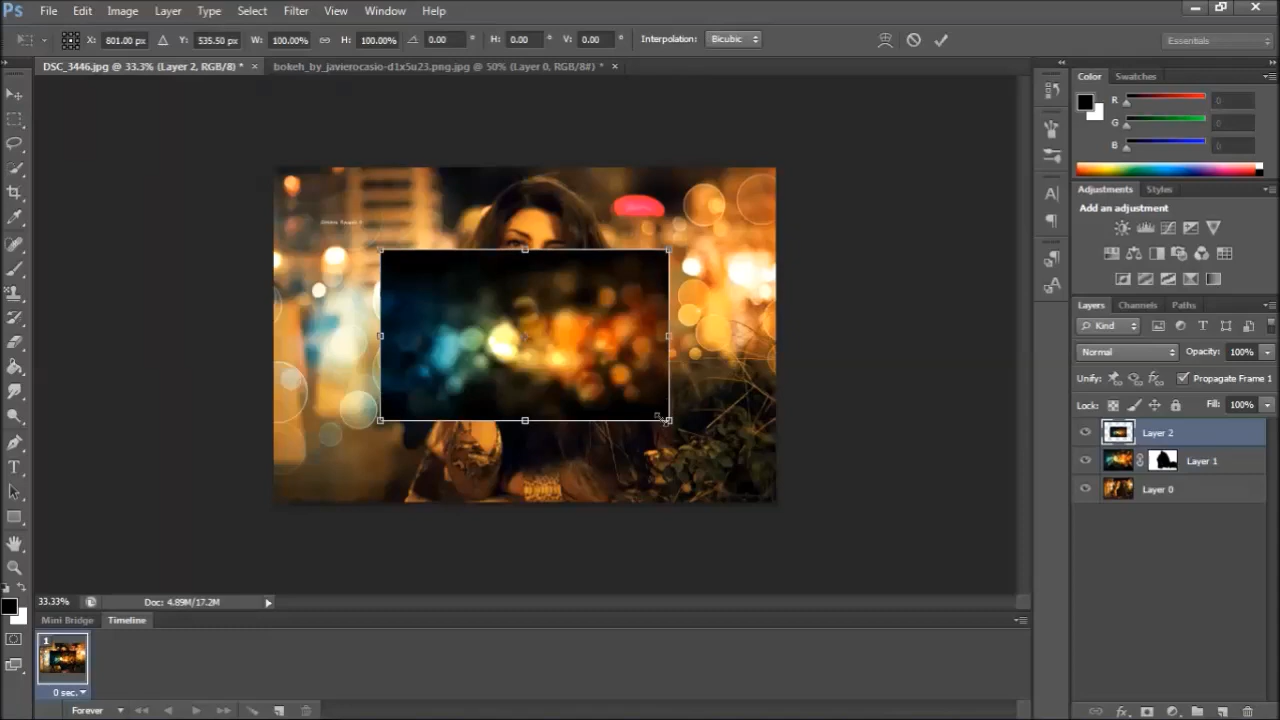 Ps File Edit Image Layer Type Select Filter View Window Help
X: 801.00 px Y: 535.50 px W: 100.00% H: 100.00% 0.00 ° H: 0.00 ° V: 0.00 ° Interpolation: Bicubic Essentials
DSC_3446.jpg @ 33.3% (Layer 2, RGB/8) * × bokeh_by_javierocasio-d1x5u23.png.jpg @ 50% (Layer 0, RGB/8#) * ×
Color Swatches
R 0
G 0
B 0
Adjustments Styles
Add an adjustment
Layers Channels Paths
Kind
Normal Opacity: 100%
Unify: Propagate Frame 1
Lock: Fill: 100%
Layer 2
Layer 1
Layer 0
33.33% Doc: 4.89M/17.2M
Mini Bridge Timeline
1
0 sec.
Forever